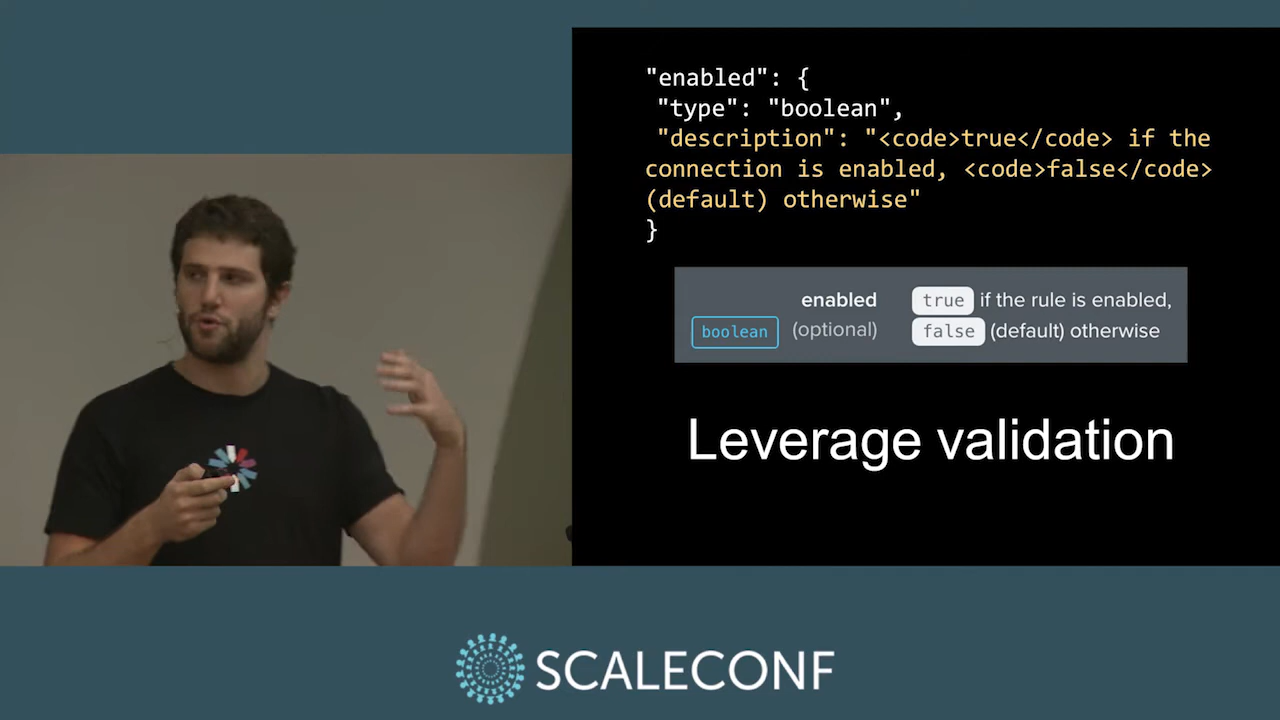 "enabled": {
"type": "boolean",
"description": "<code>true</code> if the
connection is enabled, <code>false</code>
(default) otherwise"
}
enabled true if the rule is enabled,
boolean (optional) false (default) otherwise
Leverage validation
SCALECONF